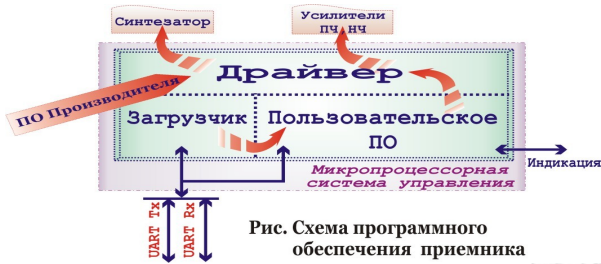 Синтезатор
Усилители
ПЧ,НЧ
Драйвер
ПО Производителя
Загрузчик
Пользовательское
ПО
Индикация
Микропроцессорная
система управления
UART Tx
UART Rx
Рис. Схема программного
обеспечения приемника